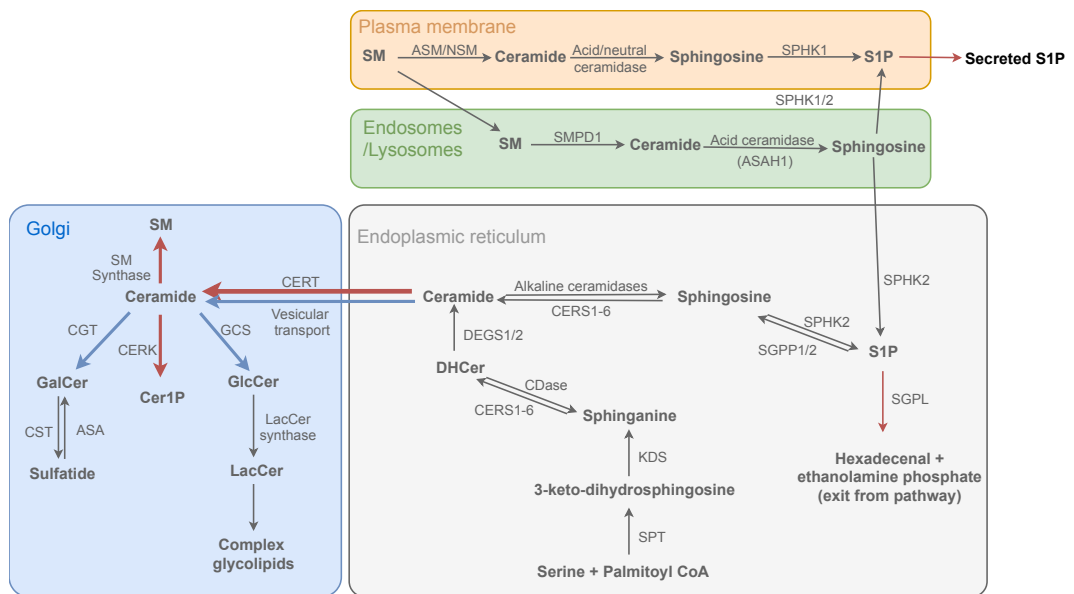 Plasma membrane
SM
ASM/NSM
Ceramide
Acid/neutral
ceramidase
Sphingosine
SPHK1
S1P
Secreted S1P
SPHK1/2
Endosomes
/Lysosomes
SM
SMPD1
Ceramide
Acid ceramidase
(ASAH1)
Sphingosine
Golgi
SM
SM
Synthase
Ceramide
CGT
CERK
GCS
GalCer
Cer1P
GlcCer
CST
ASA
LacCer
synthase
Sulfatide
LacCer
Complex
glycolipids
CERT
Vesicular
transport
Endoplasmic reticulum
Ceramide
Alkaline ceramidases
CERS1-6
Sphingosine
SPHK2
SPHK2
SGPP1/2
S1P
DEGS1/2
DHCer
CDase
CERS1-6
Sphinganine
SGPL
KDS
Hexadecenal +
ethanolamine phosphate
(exit from pathway)
3-keto-dihydrosphingosine
SPT
Serine + Palmitoyl CoA